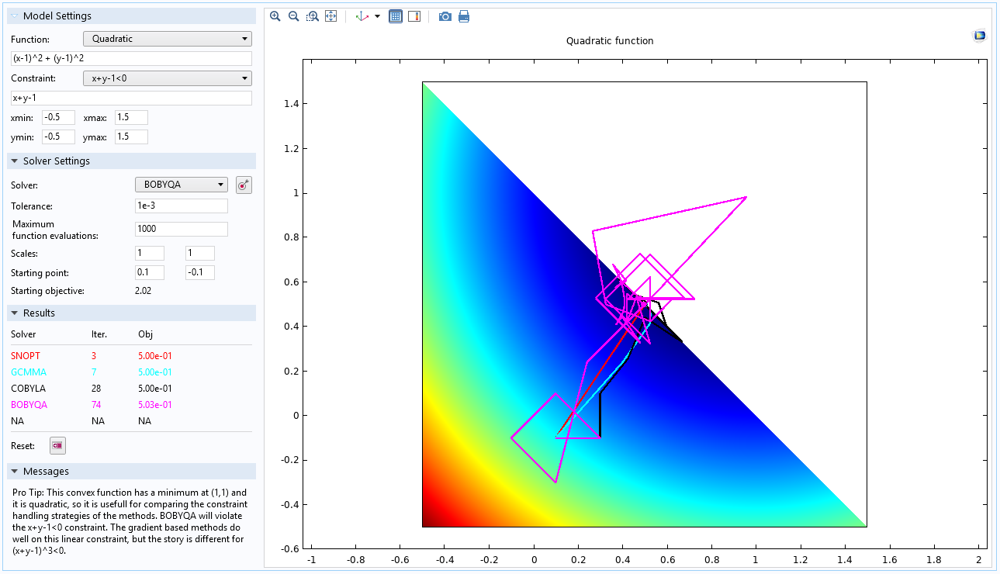 Model Settings
Function: Quadratic
(x-1)^2 + (y-1)^2
Constraint: x+y-1<0
x+y-1
xmin: -0.5 xmax: 1.5
ymin: -0.5 ymax: 1.5
Solver Settings
Solver: BOBYQA
Tolerance: 1e-3
Maximum
function evaluations: 1000
Scales: 1 1
Starting point: 0.1 -0.1
Starting objective: 2.02
Results
Solver Iter. Obj
SNOPT 3 5.00e-01
GCMMA 7 5.00e-01
COBYLA 28 5.00e-01
BOBYQA 74 5.03e-01
NA NA NA
Reset:
Messages
Pro Tip: This convex function has a minimum at (1,1) and
it is quadratic, so it is usefull for comparing the constraint
handling strategies of the methods. BOBYQA will violate
the x+y-1<0 constraint. The gradient based methods do
well on this linear constraint, but the story is different for
(x+y-1)^3<0.
Quadratic function
1.4
1.2
1
0.8
0.6
0.4
0.2
0
-0.2
-0.4
-0.6
-1 -0.8 -0.6 -0.4 -0.2 0 0.2 0.4 0.6 0.8 1 1.2 1.4 1.6 1.8 2